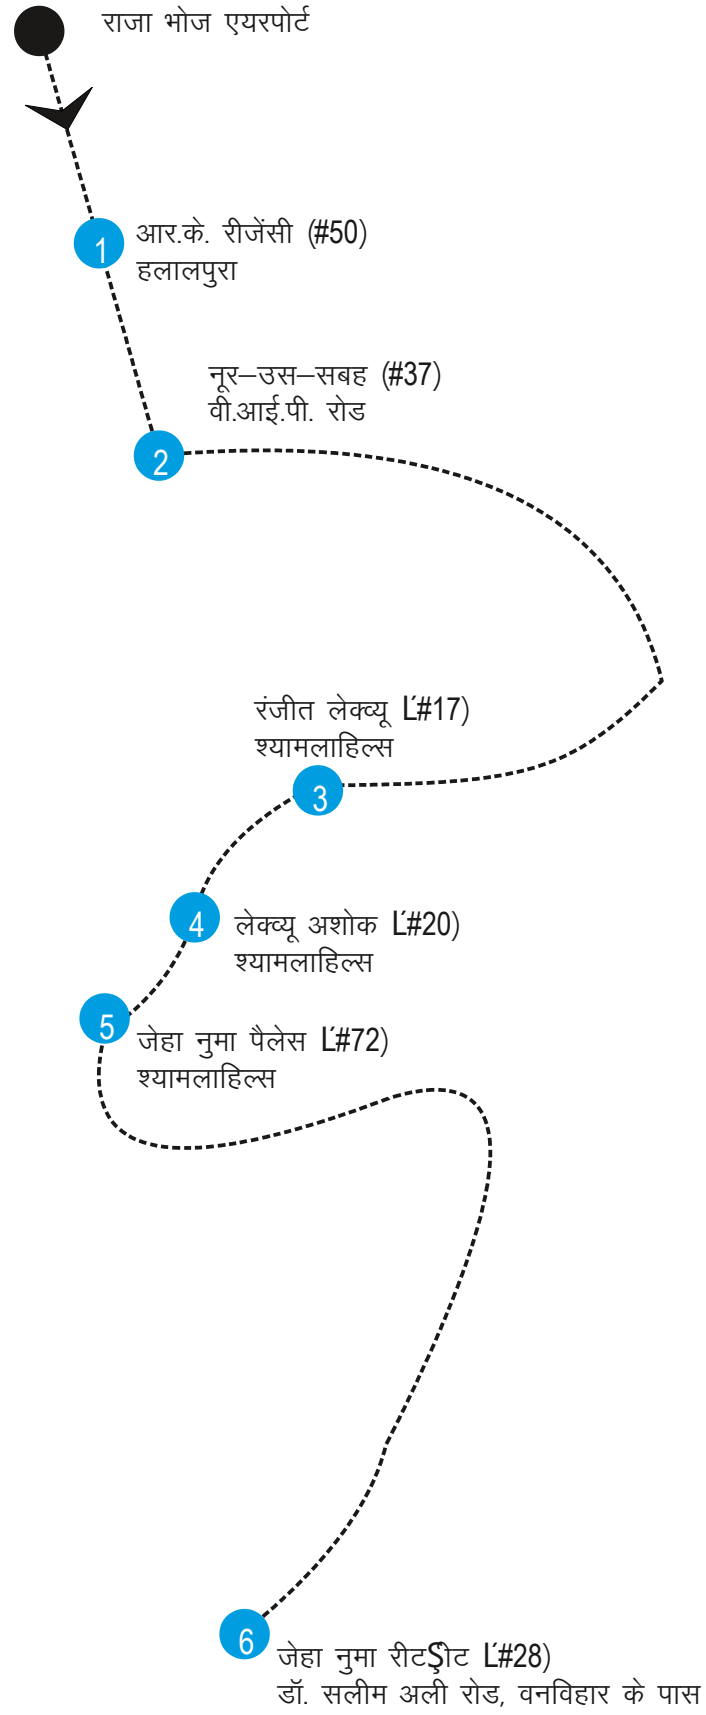 राजा भोज एयरपोर्ट
1
आर.के. रीजेंसी (#50)
हलालपुरा
नूर–उस–सबह (#37)
वी.आई.पी. रोड
2
रंजीत लेक्व्यू Ľ#17)
श्यामलाहिल्स
3
4
लेक्व्यू अशोक Ľ#20)
श्यामलाहिल्स
5
जेहा नुमा पैलेस Ľ#72)
श्यामलाहिल्स
6
जेहा नुमा रीटŞीट Ľ#28)
डॉ. सलीम अली रोड, वनविहार के पास